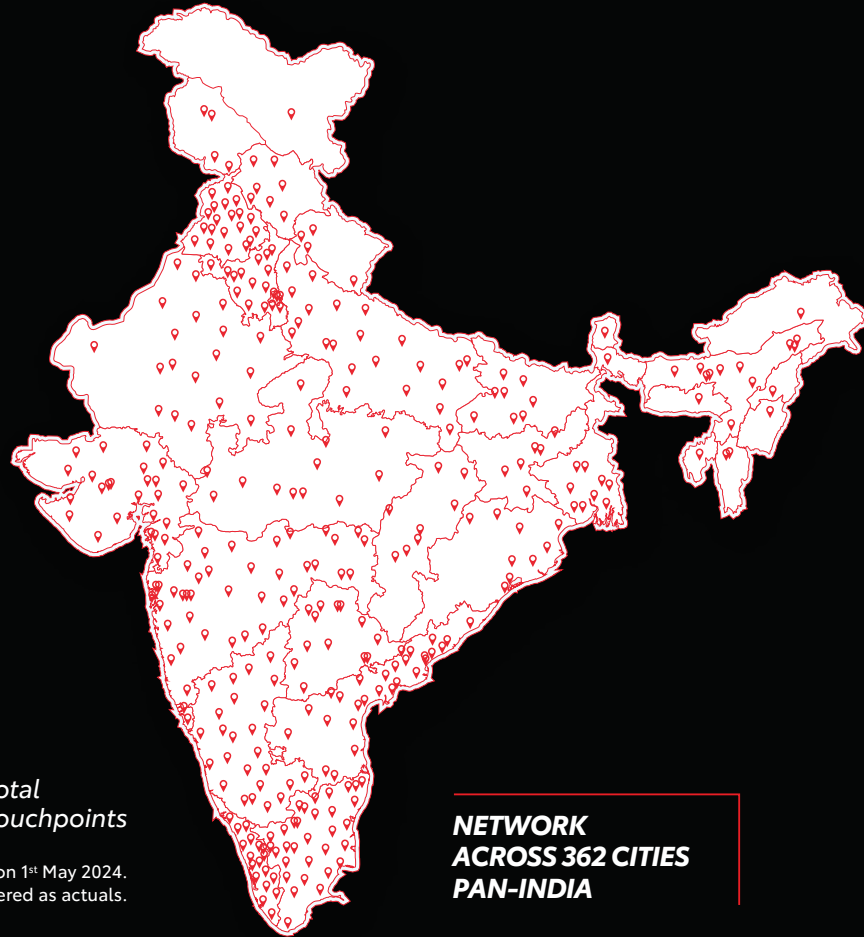 otal
ouchpoints
on 1st May 2024.
ered as actuals.
NETWORK
ACROSS 362 CITIES
PAN-INDIA